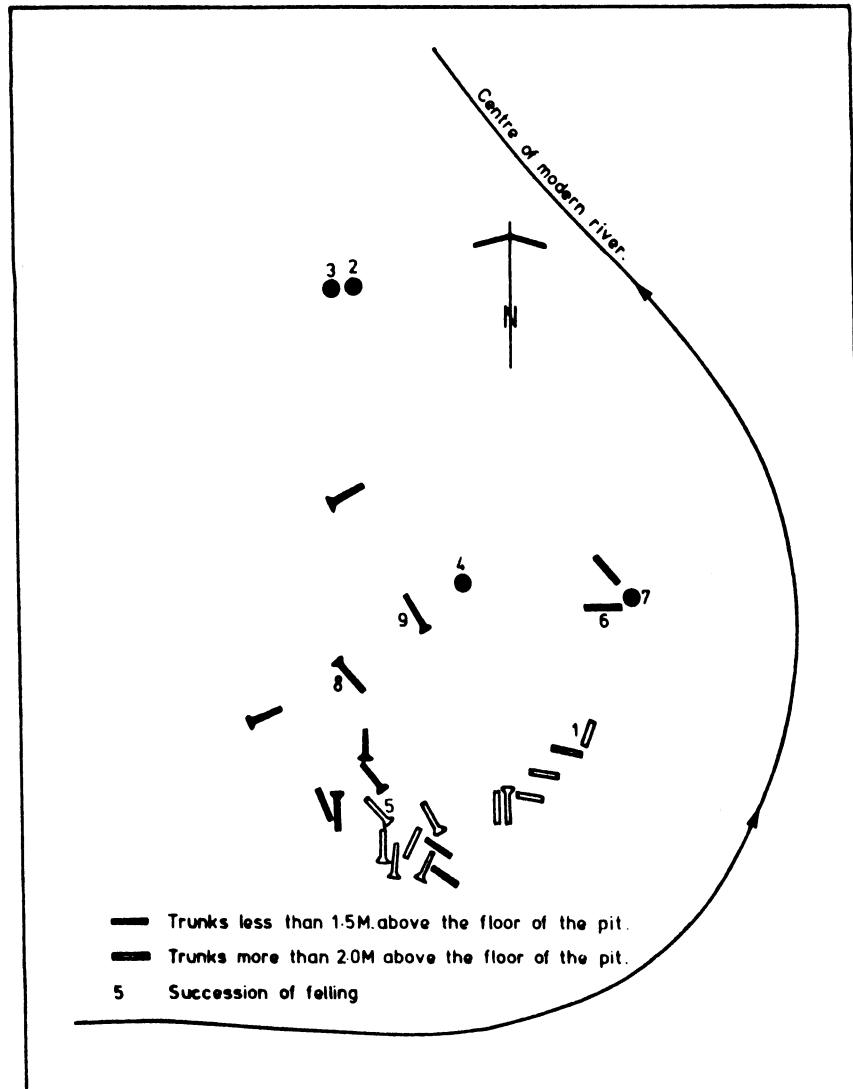 Centre of modern river.
N
3 2
4
7
6
9
8
1
5
Trunks less than 1·5M. above the floor of the pit.
Trunks more than 2·0M above the floor of the pit.
5 Succession of felling